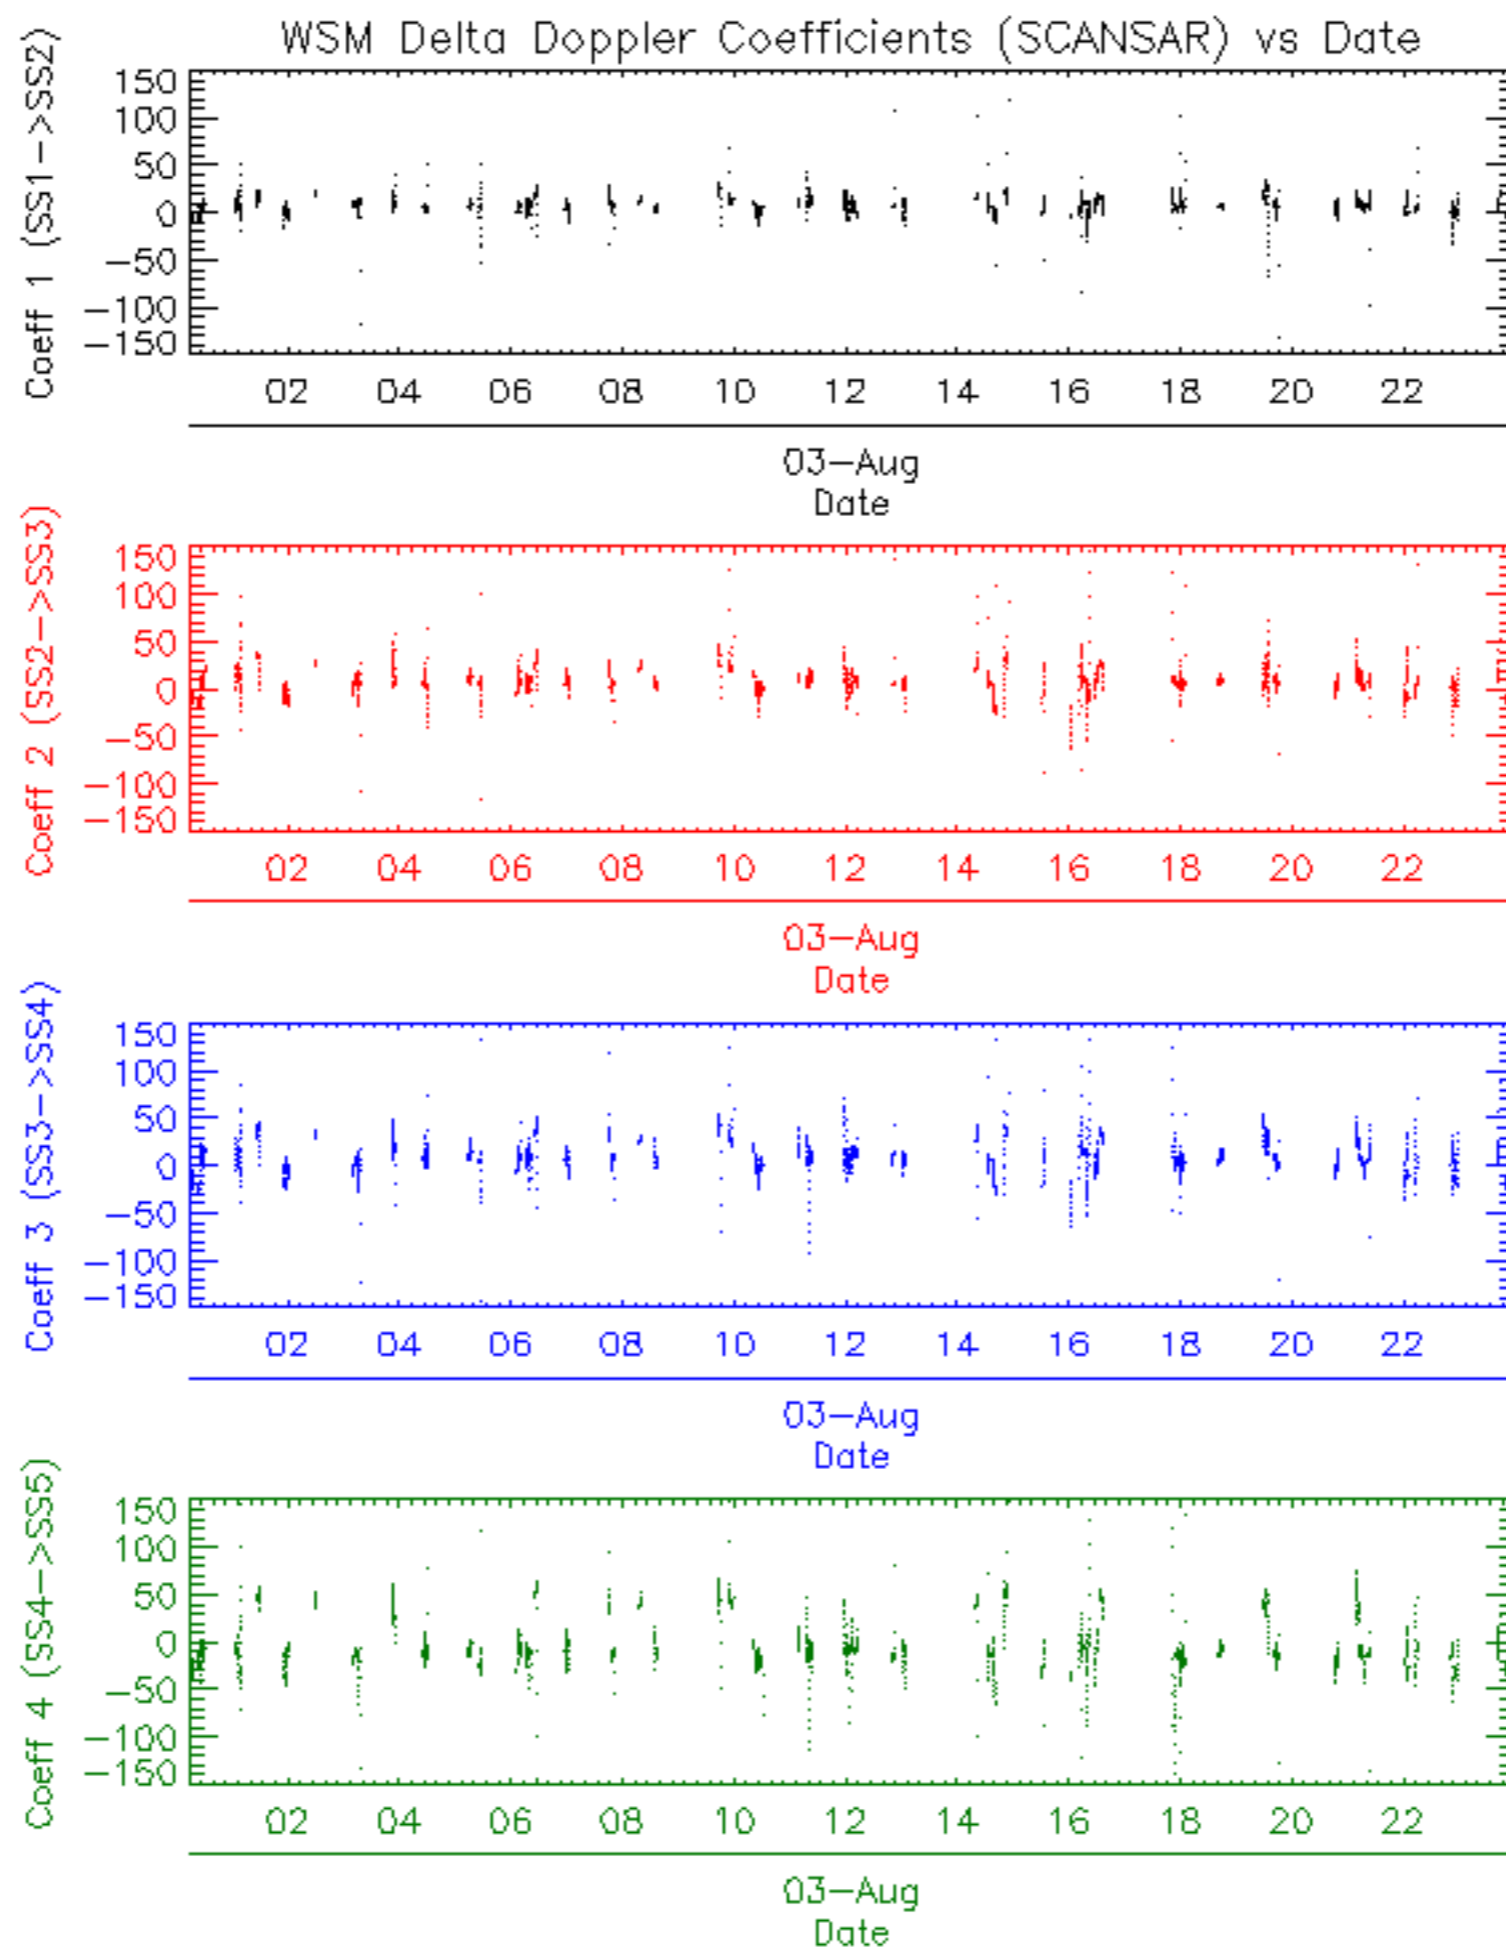 WSM Delta Doppler Coefficients (SCANSAR) vs Date
Coeff 1 (SS1->SS2)
150
100
50
0
-50
-100
-150
02 04 06 08 10 12 14 16 18 20 22
03-Aug
Date
Coeff 2 (SS2->SS3)
150
100
50
0
-50
-100
-150
02 04 06 08 10 12 14 16 18 20 22
03-Aug
Date
Coeff 3 (SS3->SS4)
150
100
50
0
-50
-100
-150
02 04 06 08 10 12 14 16 18 20 22
03-Aug
Date
Coeff 4 (SS4->SS5)
150
100
50
0
-50
-100
-150
02 04 06 08 10 12 14 16 18 20 22
03-Aug
Date